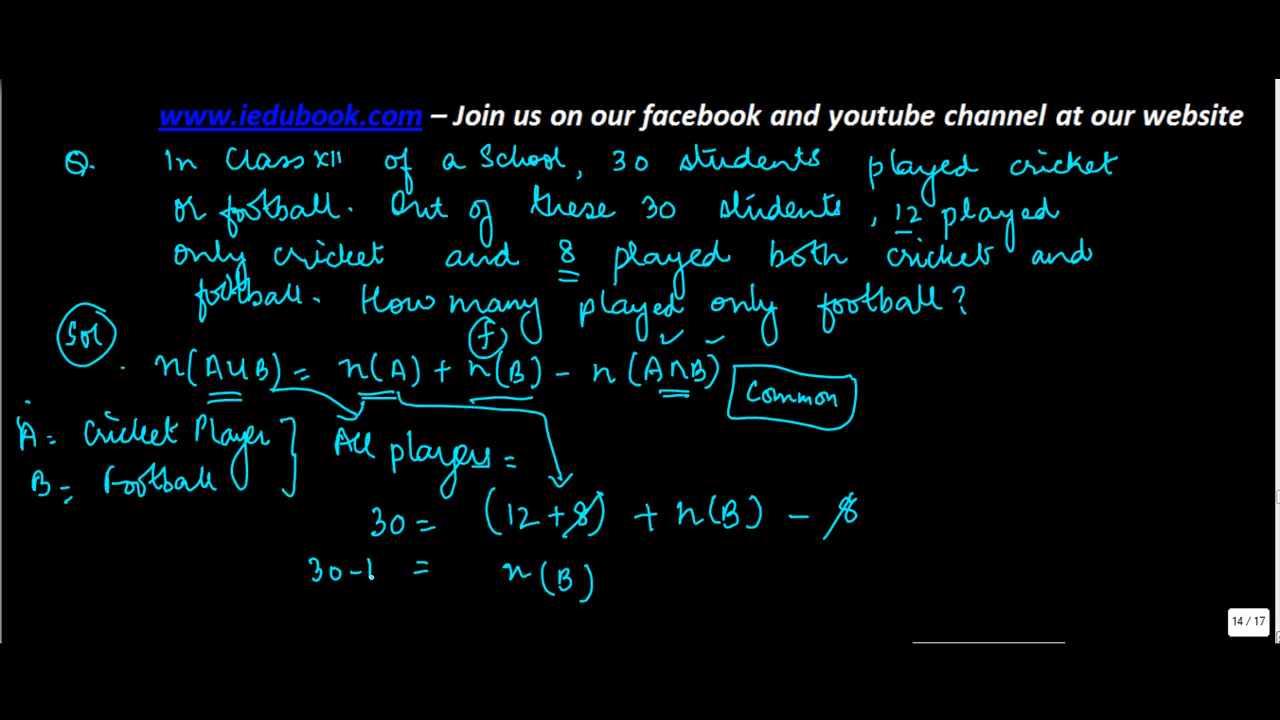 www.iedubook.com – Join us on our facebook and youtube channel at our website
Q. In Class XII of a School, 30 students played cricket
or football. Out of these 30 students, 12 played
only cricket and 8 played both cricket and
football. How many played only football?
Sol
f
n(A∪B) = n(A) + n(B) - n(A∩B)
Common
A = Cricket Player
B = Football
All players =
30 = (12 + 8) + n(B) - 8
30-1 = n(B)
14 / 17